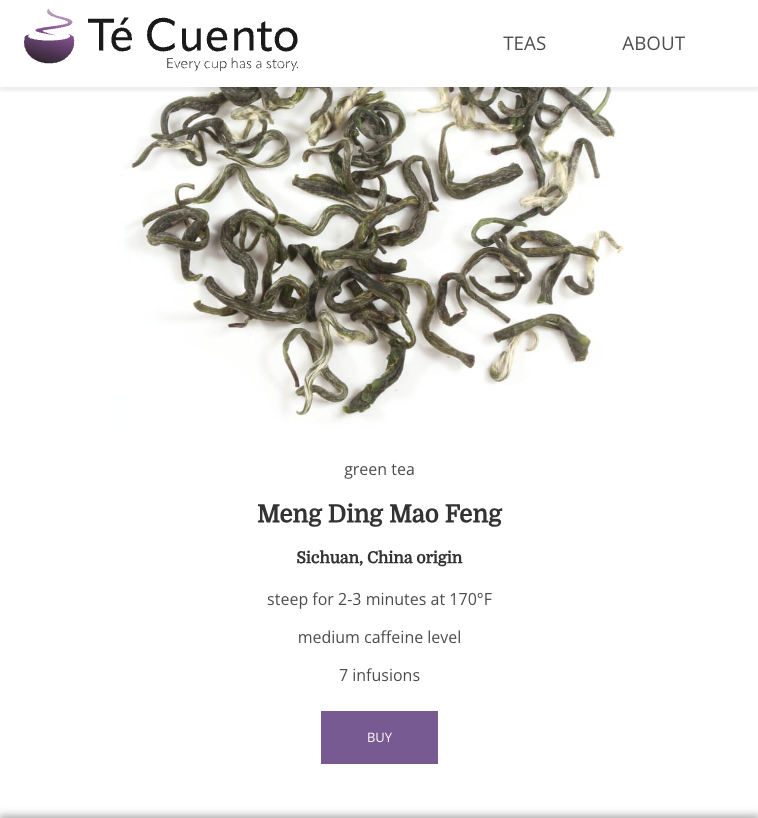 Té Cuento
Every cup has a story.
TEAS
ABOUT
green tea
Meng Ding Mao Feng
Sichuan, China origin
steep for 2-3 minutes at 170°F
medium caffeine level
7 infusions
BUY